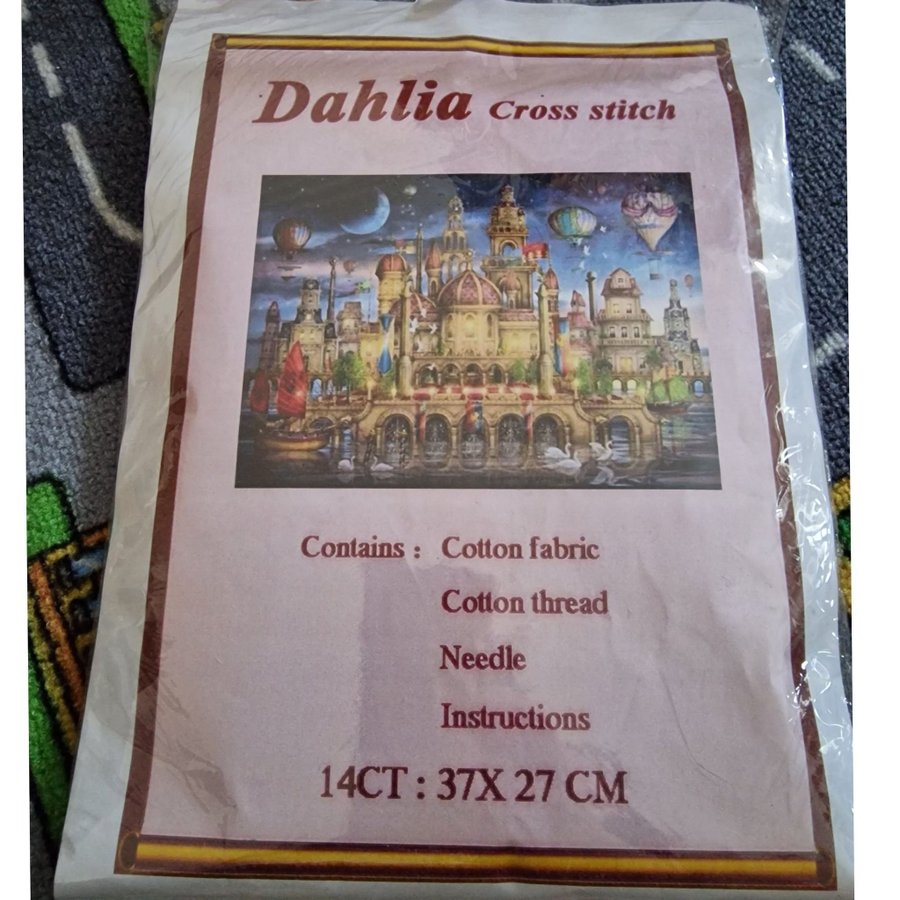 Dahlia Cross stitch
Contains : Cotton fabric
Cotton thread
Needle
Instructions
14CT : 37X 27 CM